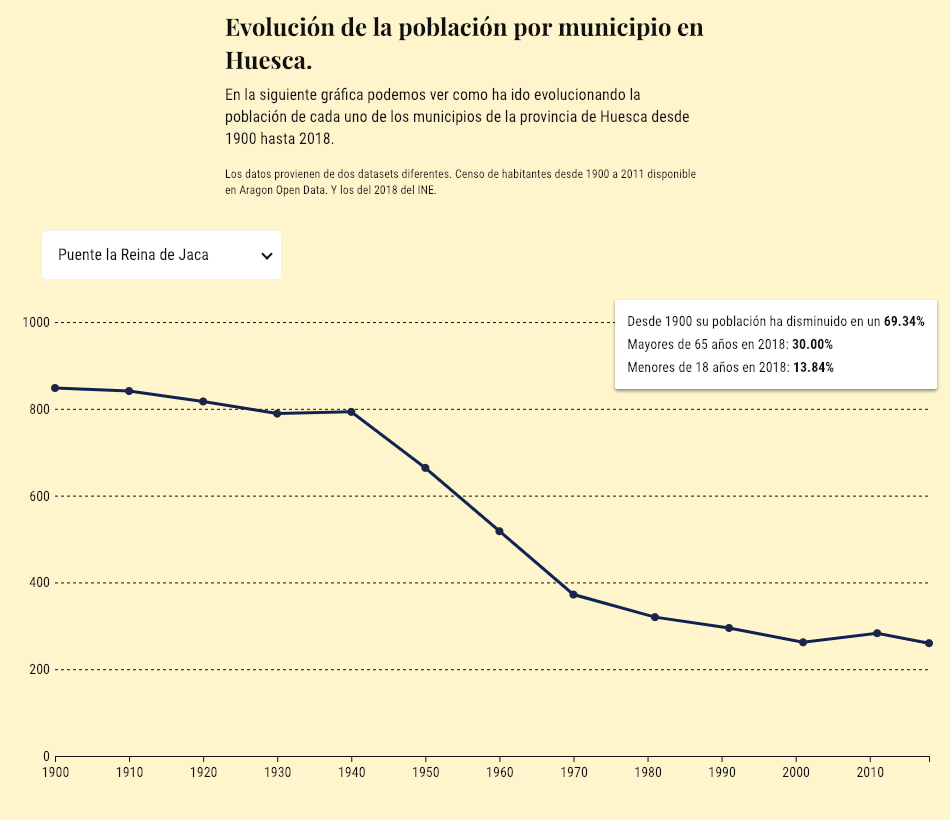 Evolución de la población por municipio en
Huesca.
En la siguiente gráfica podemos ver como ha ido evolucionando la
población de cada uno de los municipios de la provincia de Huesca desde
1900 hasta 2018.
Los datos provienen de dos datasets diferentes. Censo de habitantes desde 1900 a 2011 disponible
en Aragon Open Data. Y los del 2018 del INE.
Puente la Reina de Jaca
Desde 1900 su población ha disminuido en un 69.34%
Mayores de 65 años en 2018: 30.00%
Menores de 18 años en 2018: 13.84%
1000
800
600
400
200
0
1900 1910 1920 1930 1940 1950 1960 1970 1980 1990 2000 2010